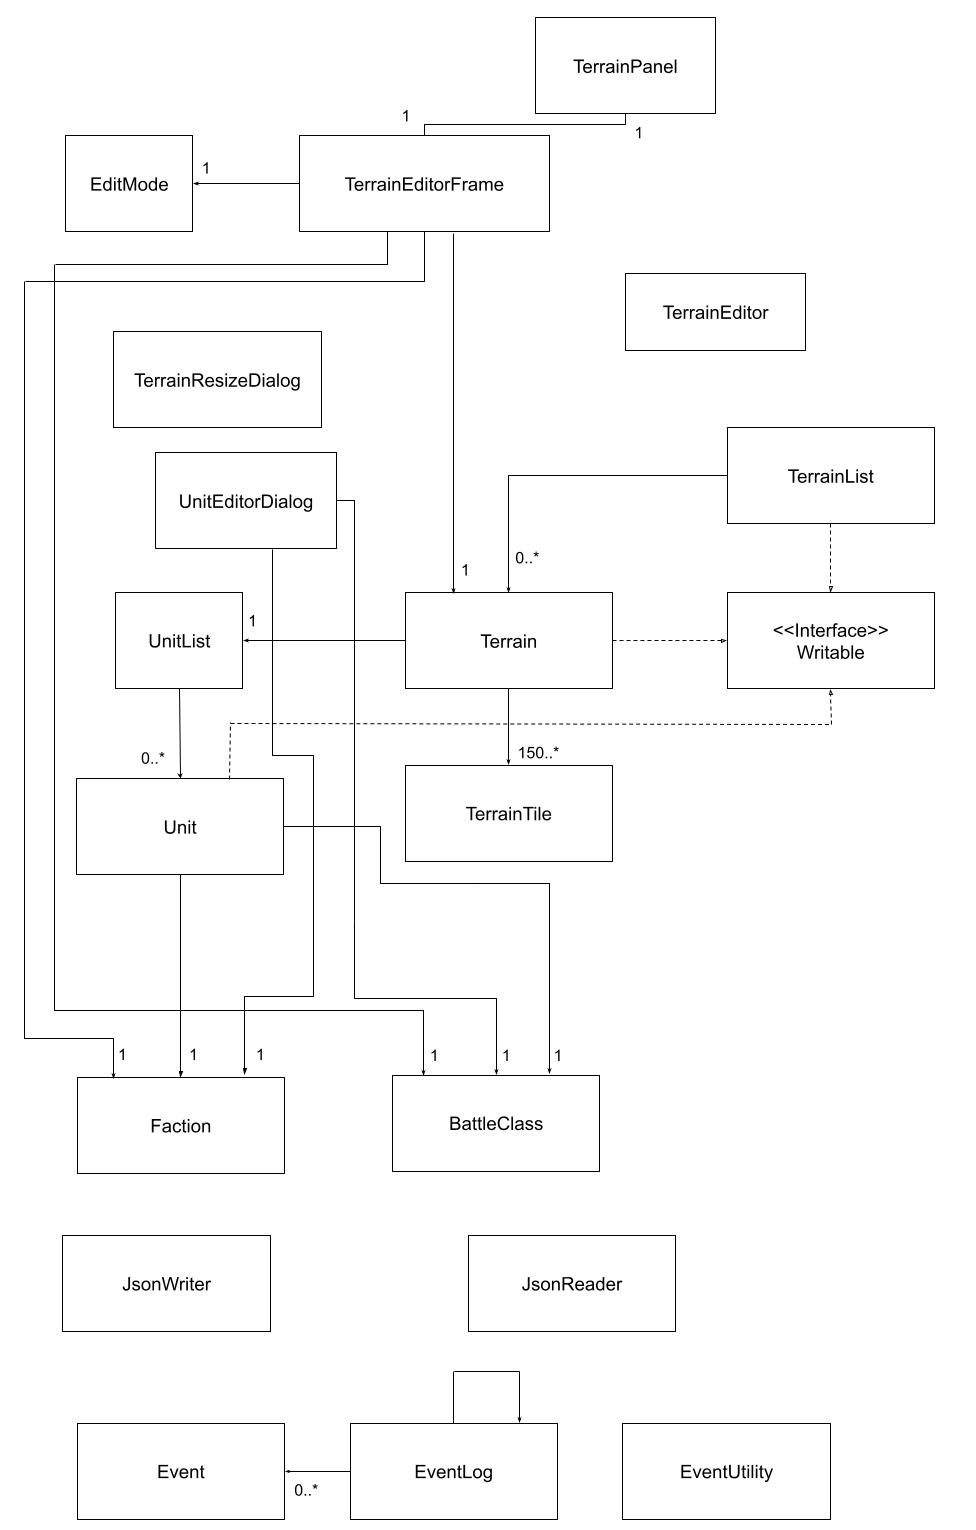 TerrainPanel
1
1
EditMode
1
TerrainEditorFrame
TerrainEditor
TerrainResizeDialog
UnitEditorDialog
TerrainList
0..*
1
1
UnitList
Terrain
<<Interface>>
Writable
0..*
150..*
Unit
TerrainTile
1
1
1
1
1
1
Faction
BattleClass
JsonWriter
JsonReader
Event
0..*
EventLog
EventUtility